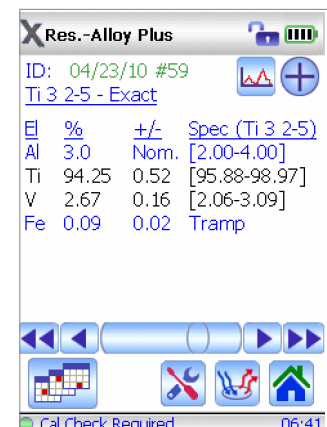 XRes.-Alloy Plus
ID: 04/23/10 #59
Ti 3 2-5 - Exact
El % +/- Spec (Ti 3 2-5)
Al 3.0 Nom. [2.00-4.00]
Ti 94.25 0.52 [95.88-98.97]
V 2.67 0.16 [2.06-3.09]
Fe 0.09 0.02 Tramp
Cal Check Required 06:41